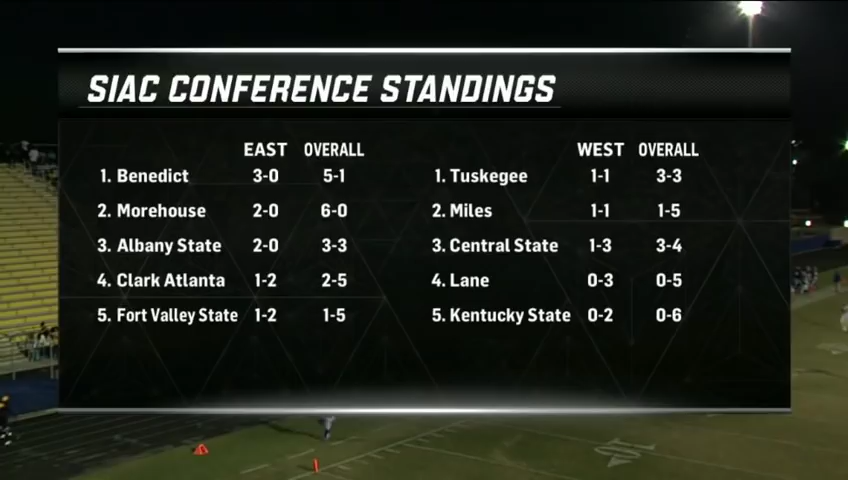 SIAC CONFERENCE STANDINGS
EAST OVERALL
1. Benedict 3-0 5-1
2. Morehouse 2-0 6-0
3. Albany State 2-0 3-3
4. Clark Atlanta 1-2 2-5
5. Fort Valley State 1-2 1-5
WEST OVERALL
1. Tuskegee 1-1 3-3
2. Miles 1-1 1-5
3. Central State 1-3 3-4
4. Lane 0-3 0-5
5. Kentucky State 0-2 0-6